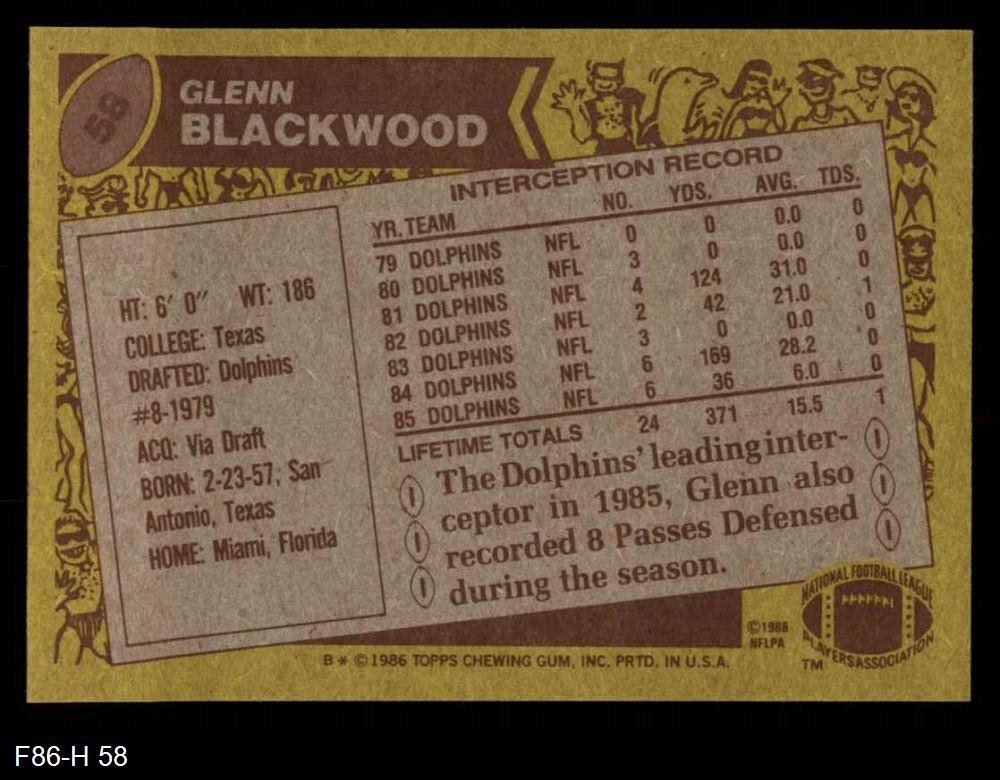 58
GLENN
BLACKWOOD
HT: 6' 0" WT: 186
COLLEGE: Texas
DRAFTED: Dolphins
#8-1979
ACQ: Via Draft
BORN: 2-23-57, San
Antonio, Texas
HOME: Miami, Florida
INTERCEPTION RECORD
YR. TEAM NO. YDS. AVG. TDS.
79 DOLPHINS NFL 0 0 0.0 0
80 DOLPHINS NFL 3 0 0.0 0
81 DOLPHINS NFL 4 124 31.0 0
82 DOLPHINS NFL 2 42 21.0 1
83 DOLPHINS NFL 3 0 0.0 0
84 DOLPHINS NFL 6 169 28.2 0
85 DOLPHINS NFL 6 36 6.0 0
LIFETIME TOTALS 24 371 15.5 1
The Dolphins' leading inter-
ceptor in 1985, Glenn also
recorded 8 Passes Defensed
during the season.
©1986
NFLPA
NATIONAL FOOTBALL LEAGUE
PLAYERS ASSOCIATION
TM
B * © 1986 TOPPS CHEWING GUM, INC. PRTD. IN U.S.A.
F86-H 58